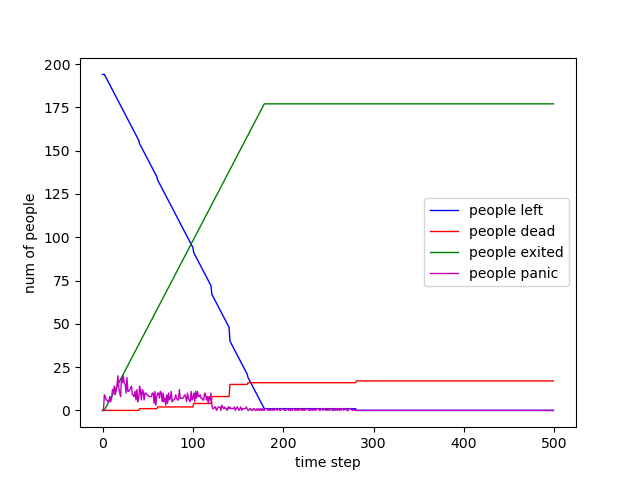 200
175
150
125
100
75
50
25
0
num of people
people left
people dead
people exited
people panic
0 100 200 300 400 500
time step